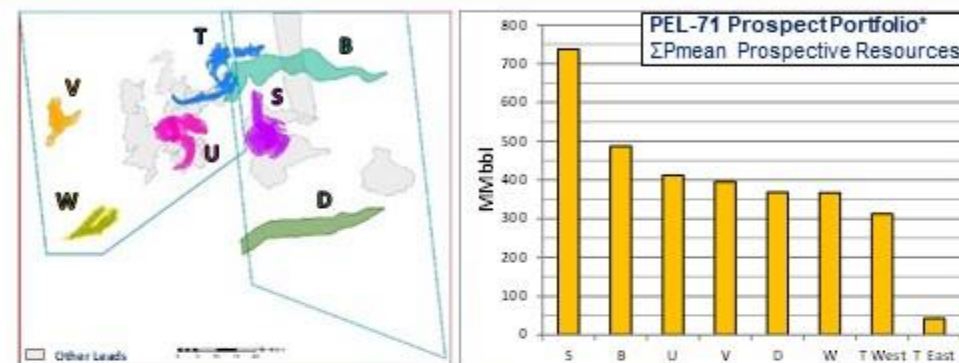 T
B
V
S
U
W
D
Other Leads
PEL-71 Prospect Portfolio*
ΣPmean Prospective Resources
MMbbl
800
700
600
500
400
300
200
100
0
S B U V D W T West T East